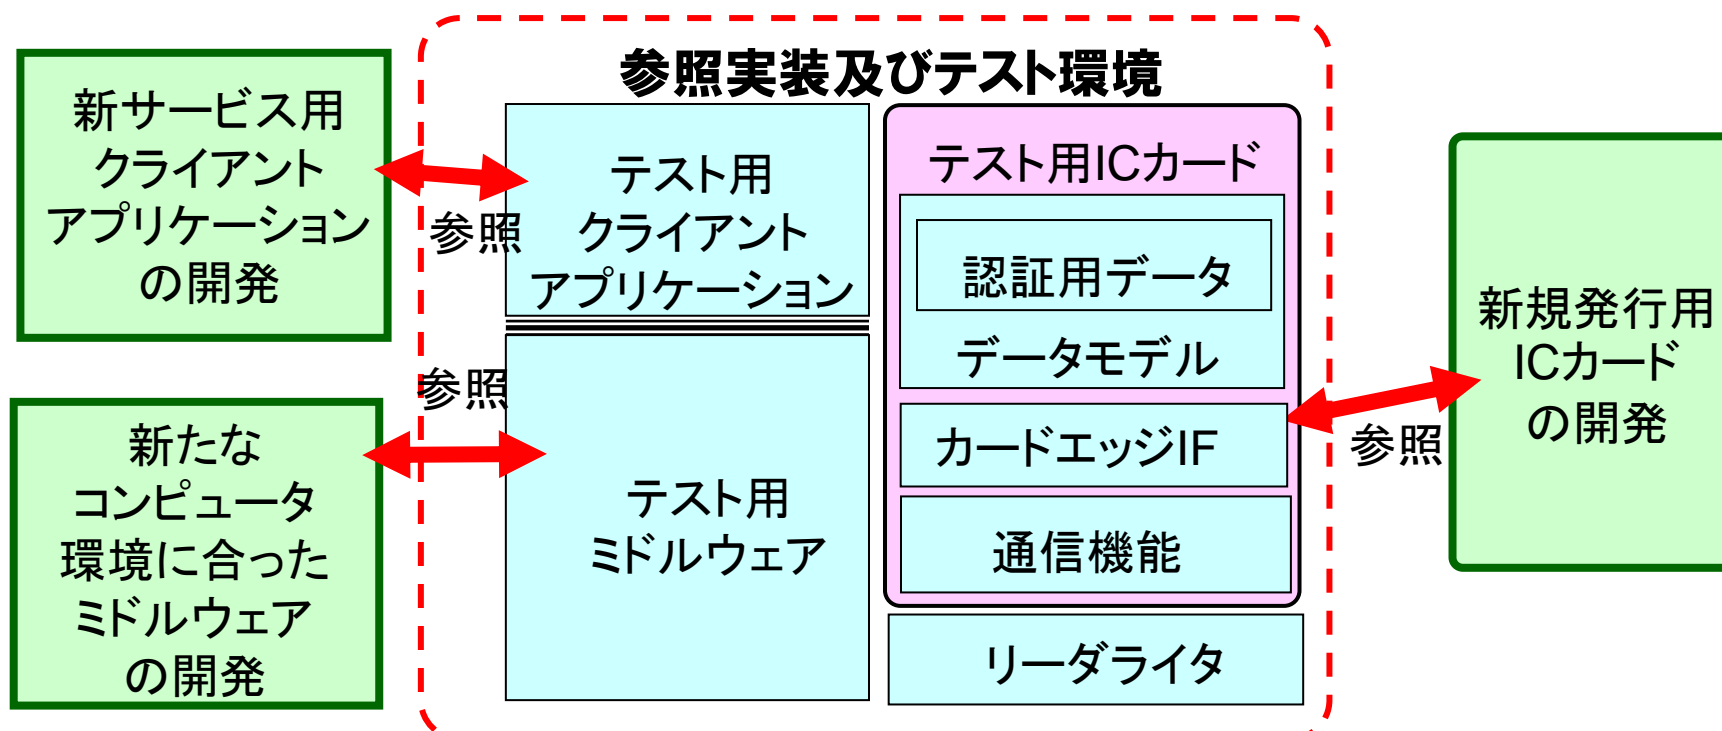 参照実装及びテスト環境
新サービス用
クライアント
アプリケーション
の開発
参照
テスト用
クライアント
アプリケーション
テスト用ICカード
認証用データ
データモデル
カードエッジIF
通信機能
リーダライタ
参照
新たな
コンピュータ
環境に合った
ミドルウェア
の開発
テスト用
ミドルウェア
参照
新規発行用
ICカード
の開発